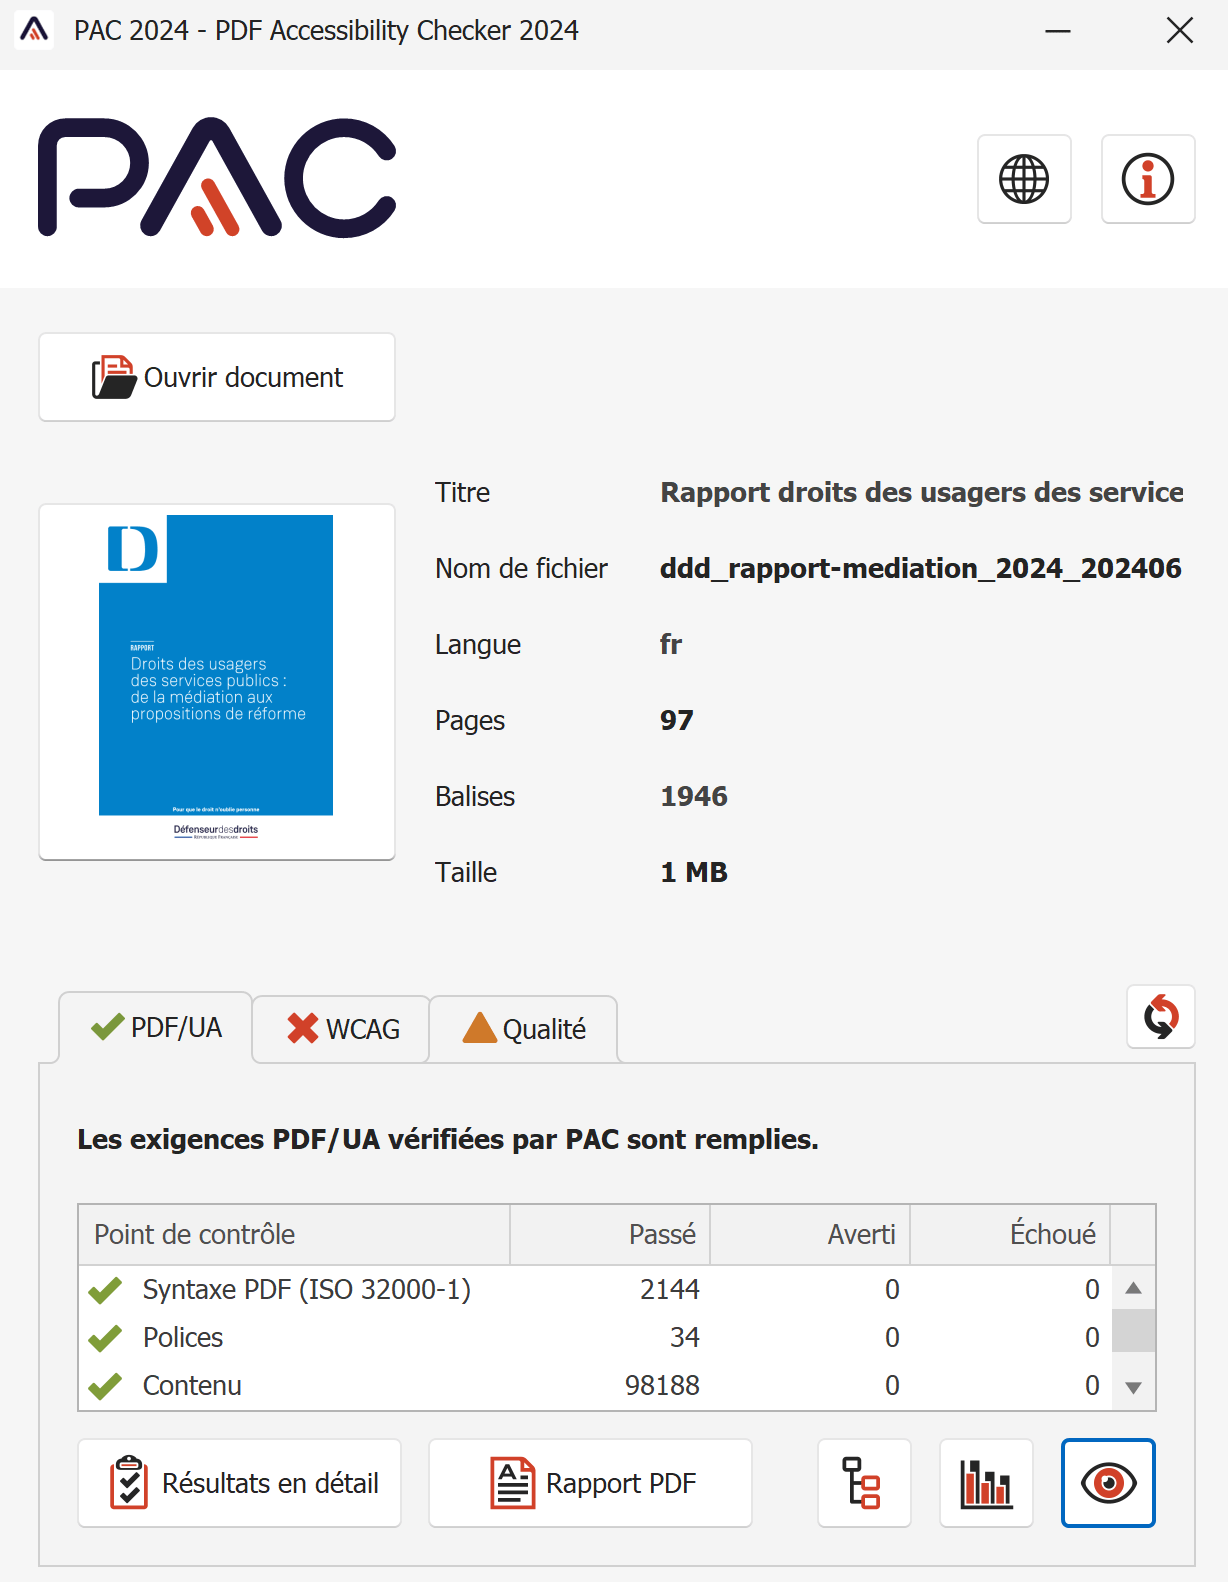 PAC 2024 - PDF Accessibility Checker 2024
PAC
Ouvrir document
D
RAPPORT
Droits des usagers
des services publics :
de la médiation aux
propositions de réforme
Pour que le droit n'oublie personne
Défenseurdesdroits
RÉPUBLIQUE FRANÇAISE
Titre Rapport droits des usagers des service
Nom de fichier ddd_rapport-mediation_2024_202406
Langue fr
Pages 97
Balises 1946
Taille 1 MB
PDF/UA WCAG Qualité
Les exigences PDF/UA vérifiées par PAC sont remplies.
Point de contrôle Passé Averti Échoué
Syntaxe PDF (ISO 32000-1) 2144 0 0
Polices 34 0 0
Contenu 98188 0 0
Résultats en détail Rapport PDF